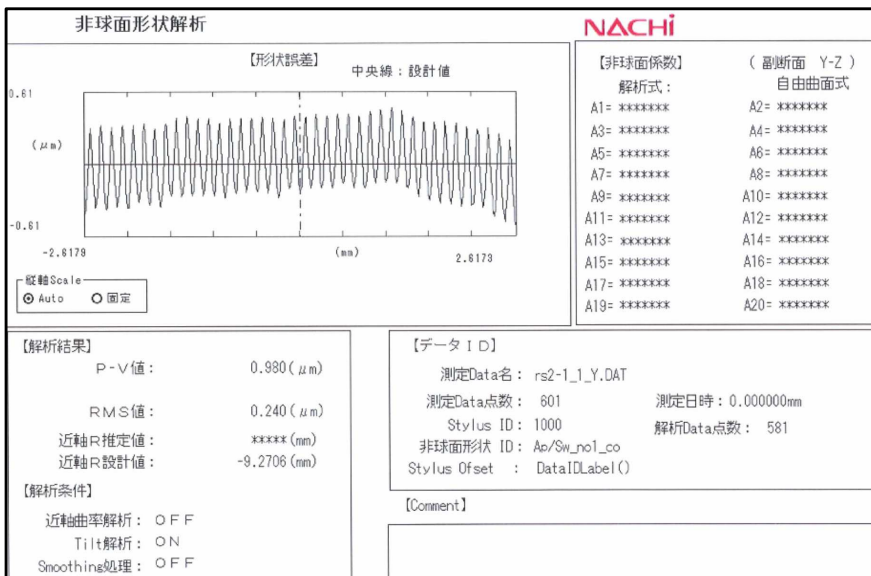 非球面形状解析
NACHi
【形状誤差】
中央線：設計値
0.61
(μm)
-0.61
-2.6179
(mm)
2.6173
縦軸Scale
Auto 固定
【非球面係数】 (副断面 Y-Z)
解析式： 自由曲面式
A1= ******* A2= *******
A3= ******* A4= *******
A5= ******* A6= *******
A7= ******* A8= *******
A9= ******* A10= *******
A11= ******* A12= *******
A13= ******* A14= *******
A15= ******* A16= *******
A17= ******* A18= *******
A19= ******* A20= *******
【解析結果】
P-V値： 0.980(μm)
RMS値： 0.240(μm)
近軸R推定値： *****(mm)
近軸R設計値： -9.2706(mm)
【解析条件】
近軸曲率解析： OFF
Tilt解析： ON
Smoothing処理： OFF
【データID】
測定Data名： rs2-1_1_Y.DAT
測定Data点数： 601 測定日時：0.000000mm
Stylus ID： 1000 解析Data点数： 581
非球面形状 ID： Ap/Sw_no1_co
Stylus Ofset ： DataIDLabel()
【Comment】